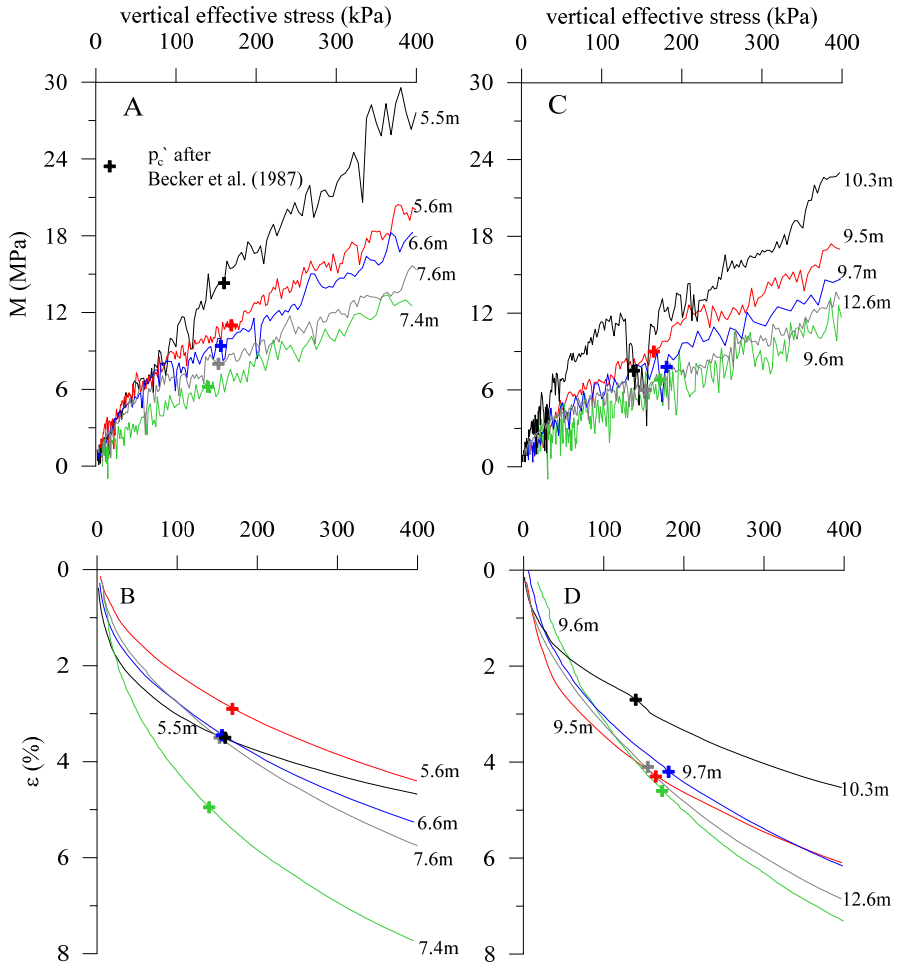 vertical effective stress (kPa)
0 100 200 300 400
vertical effective stress (kPa)
0 100 200 300 400
M (MPa)
30
24
18
12
6
0
A
p_c` after
Becker et al. (1987)
5.5m
5.6m
6.6m
7.6m
7.4m
30
24
18
12
6
0
C
10.3m
9.5m
9.7m
12.6m
9.6m
0 100 200 300 400
ε (%)
0
2
4
6
8
B
5.5m
5.6m
6.6m
7.6m
7.4m
0 100 200 300 400
0
2
4
6
8
D
9.6m
9.5m
9.7m
10.3m
12.6m